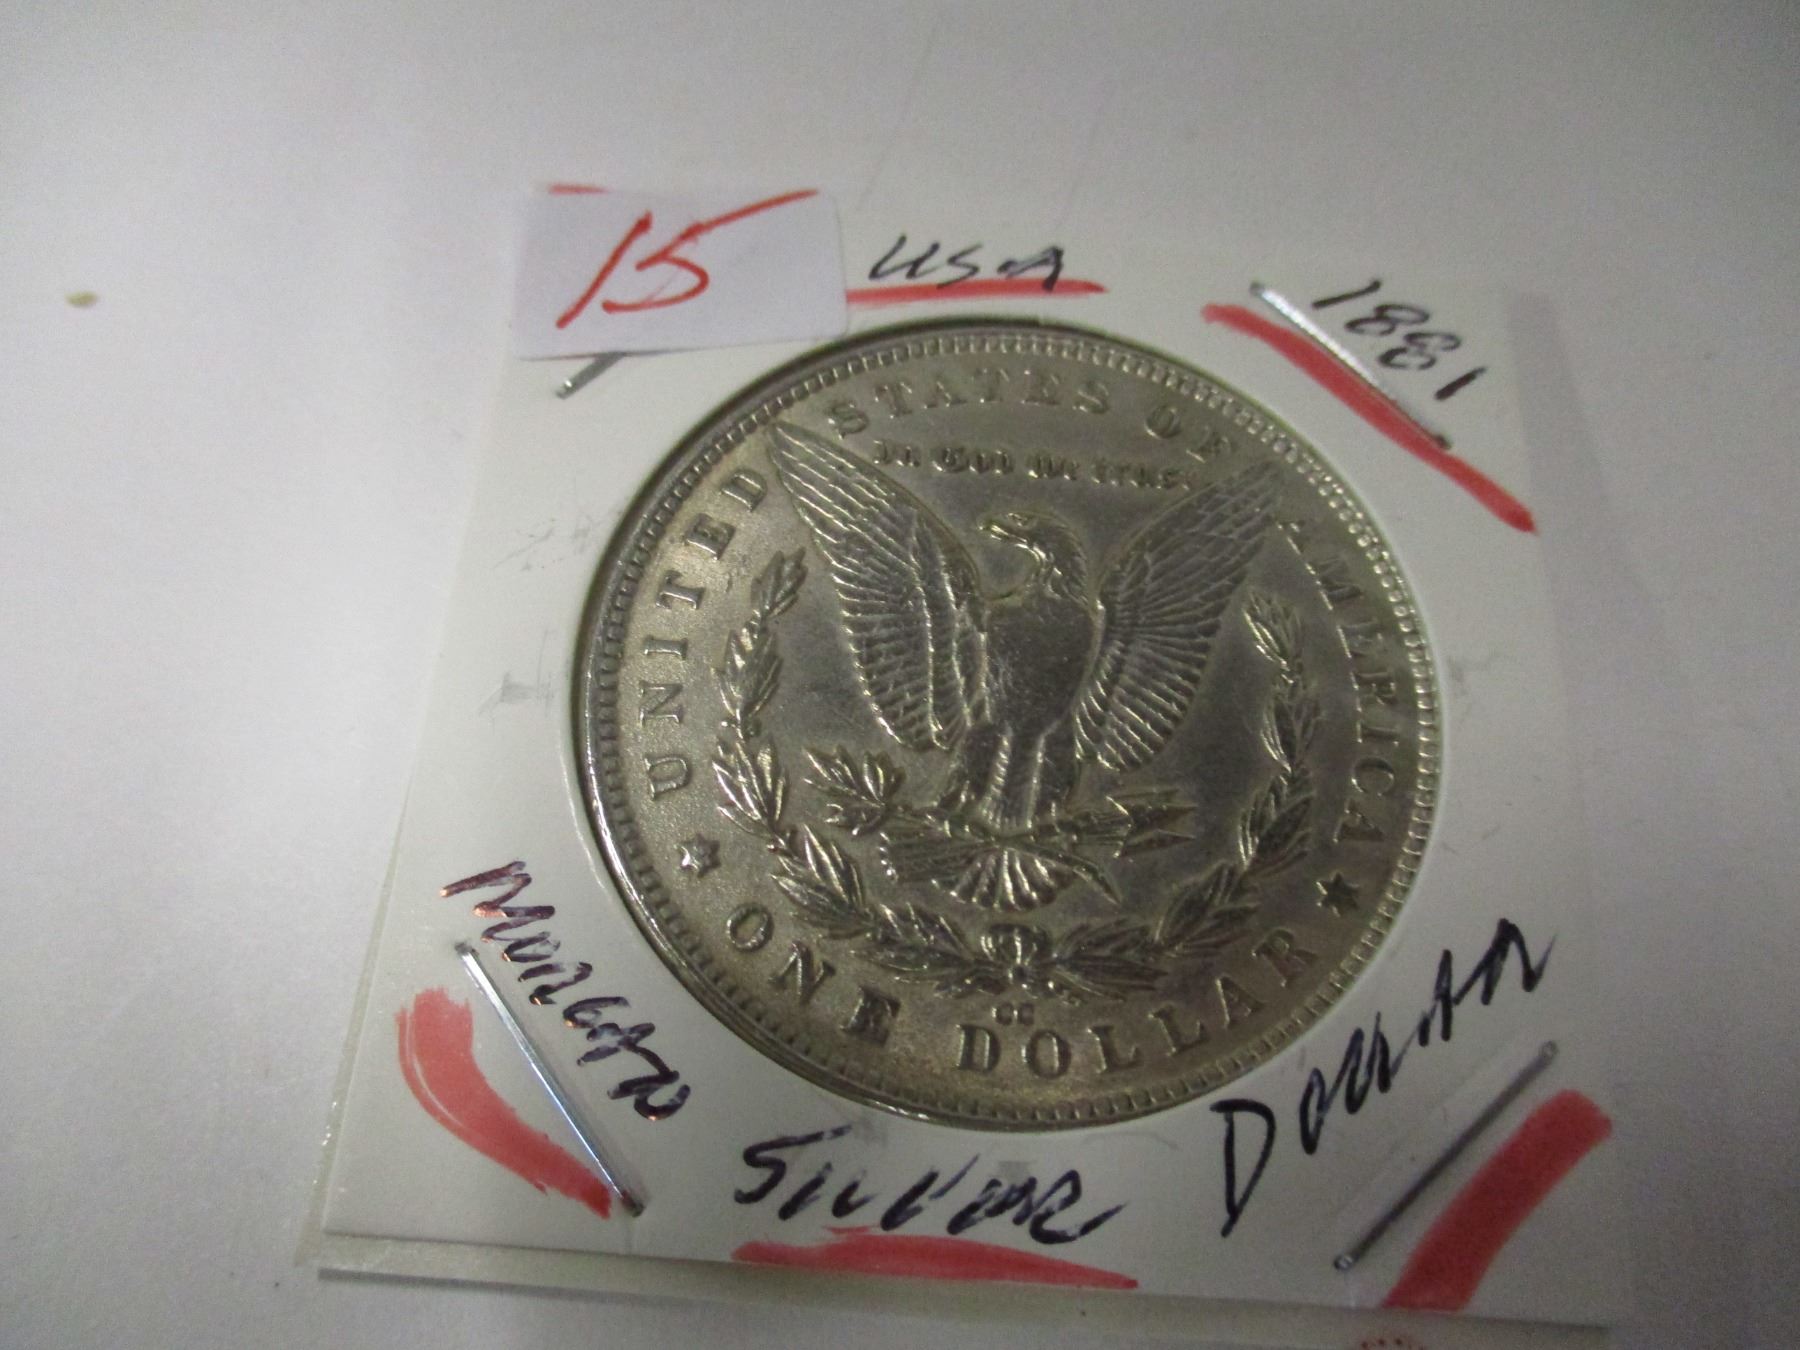 15
USA
1881
UNITED STATES OF AMERICA
In God we trust
CC
ONE DOLLAR
MORGAN
SILVER
DOLLAR